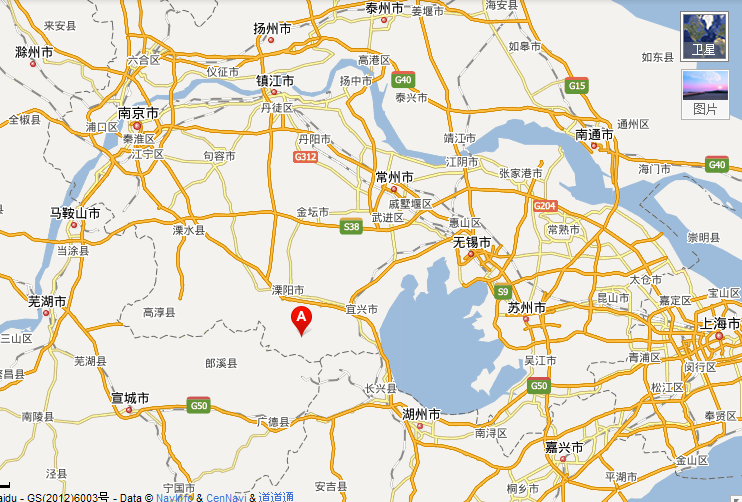 来安县
扬州市
泰州市
姜堰市
海安县
滁州市
六合区
仪征市
镇江市
高港区
扬中市
G40
如皋市
卫星
如东县
G15
图片
全椒县
南京市
浦口区
秦淮区
江宁区
丹徒区
丹阳市
泰兴市
靖江市
南通市
通州区
句容市
G312
常州市
江阴市
张家港市
海门市
G40
马鞍山市
溧水县
金坛市
戚墅堰区
武进区
S38
惠山区
无锡市
G204
常熟市
崇明县
当涂县
芜湖市
高淳县
溧阳市
宜兴市
A
S9
苏州市
太仓市
昆山市
嘉定区
宝山区
上海市
三山区
芜湖县
郎溪县
吴江市
青浦区
闵行区
繁昌县
宣城市
G50
广德县
长兴县
湖州市
G50
松江区
奉贤区
南陵县
南浔区
嘉兴市
金山区
泾县
宁国市
安吉县
桐乡市
平湖市
aidu - GS(2012)6003号 - Data © NavInfo & CenNavi & 道道通